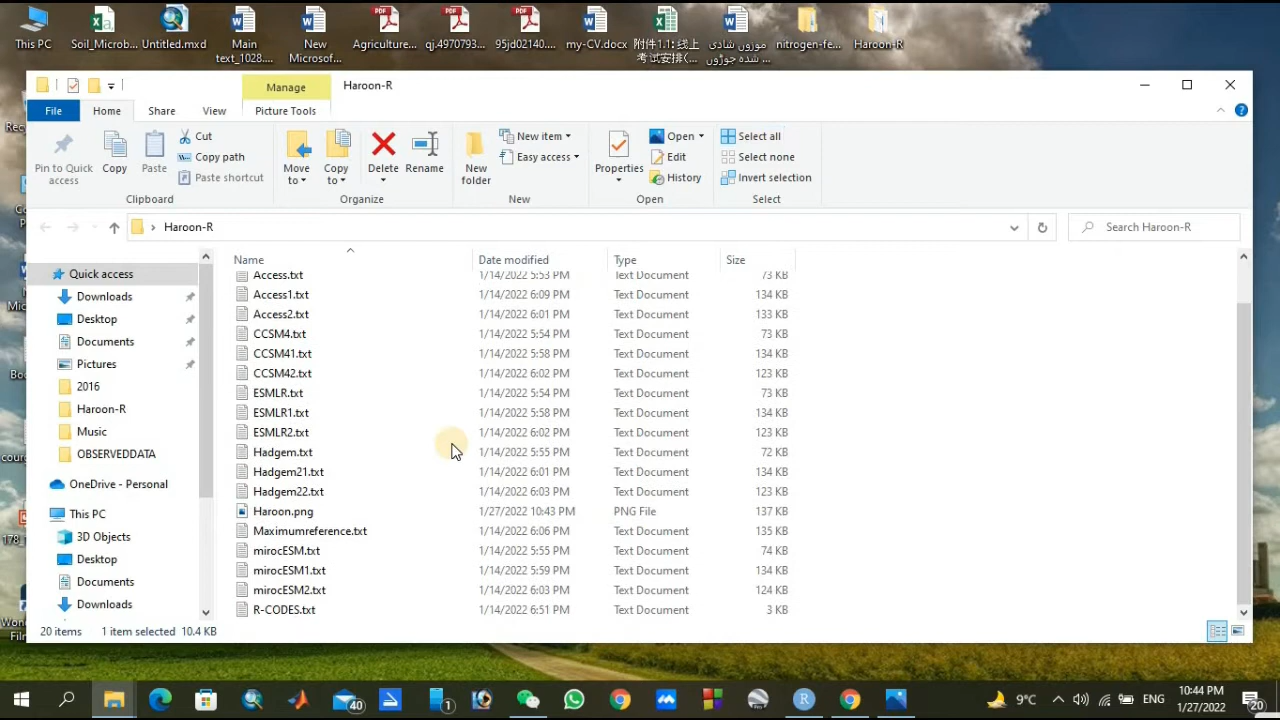 This PC
Soil_Microb...
Untitled.mxd
Main
text_1028....
New
Microsof...
Agriculture...
qj.4970793...
95jd02140....
my-CV.docx
附件1.1: 线上
考试安排(...
موزون شادی
شده جوڑوں ...
nitrogen-fe...
Haroon-R
Manage
Haroon-R
File
Home
Share
View
Picture Tools
Pin to Quick
access
Copy
Paste
Cut
Copy path
Paste shortcut
Clipboard
Move
to
Copy
to
Delete
Rename
Organize
New
folder
New item
Easy access
New
Properties
Open
Edit
History
Open
Select all
Select none
Invert selection
Select
Haroon-R
Search Haroon-R
Name Date modified Type Size
Access.txt 1/14/2022 5:53 PM Text Document 73 KB
Access1.txt 1/14/2022 6:09 PM Text Document 134 KB
Access2.txt 1/14/2022 6:01 PM Text Document 133 KB
CCSM4.txt 1/14/2022 5:54 PM Text Document 73 KB
CCSM41.txt 1/14/2022 5:58 PM Text Document 134 KB
CCSM42.txt 1/14/2022 6:02 PM Text Document 123 KB
ESMLR.txt 1/14/2022 5:54 PM Text Document 73 KB
ESMLR1.txt 1/14/2022 5:58 PM Text Document 134 KB
ESMLR2.txt 1/14/2022 6:02 PM Text Document 123 KB
Hadgem.txt 1/14/2022 5:55 PM Text Document 72 KB
Hadgem21.txt 1/14/2022 6:01 PM Text Document 134 KB
Hadgem22.txt 1/14/2022 6:03 PM Text Document 123 KB
Haroon.png 1/27/2022 10:43 PM PNG File 137 KB
Maximumreference.txt 1/14/2022 6:06 PM Text Document 135 KB
mirocESM.txt 1/14/2022 5:55 PM Text Document 74 KB
mirocESM1.txt 1/14/2022 5:59 PM Text Document 134 KB
mirocESM2.txt 1/14/2022 6:03 PM Text Document 124 KB
R-CODES.txt 1/14/2022 6:51 PM Text Document 3 KB
Quick access
Downloads
Desktop
Documents
Pictures
2016
Haroon-R
Music
OBSERVEDDATA
OneDrive - Personal
This PC
3D Objects
Desktop
Documents
Downloads
20 items 1 item selected 10.4 KB
40
1
9°C
ENG
10:44 PM
1/27/2022
20